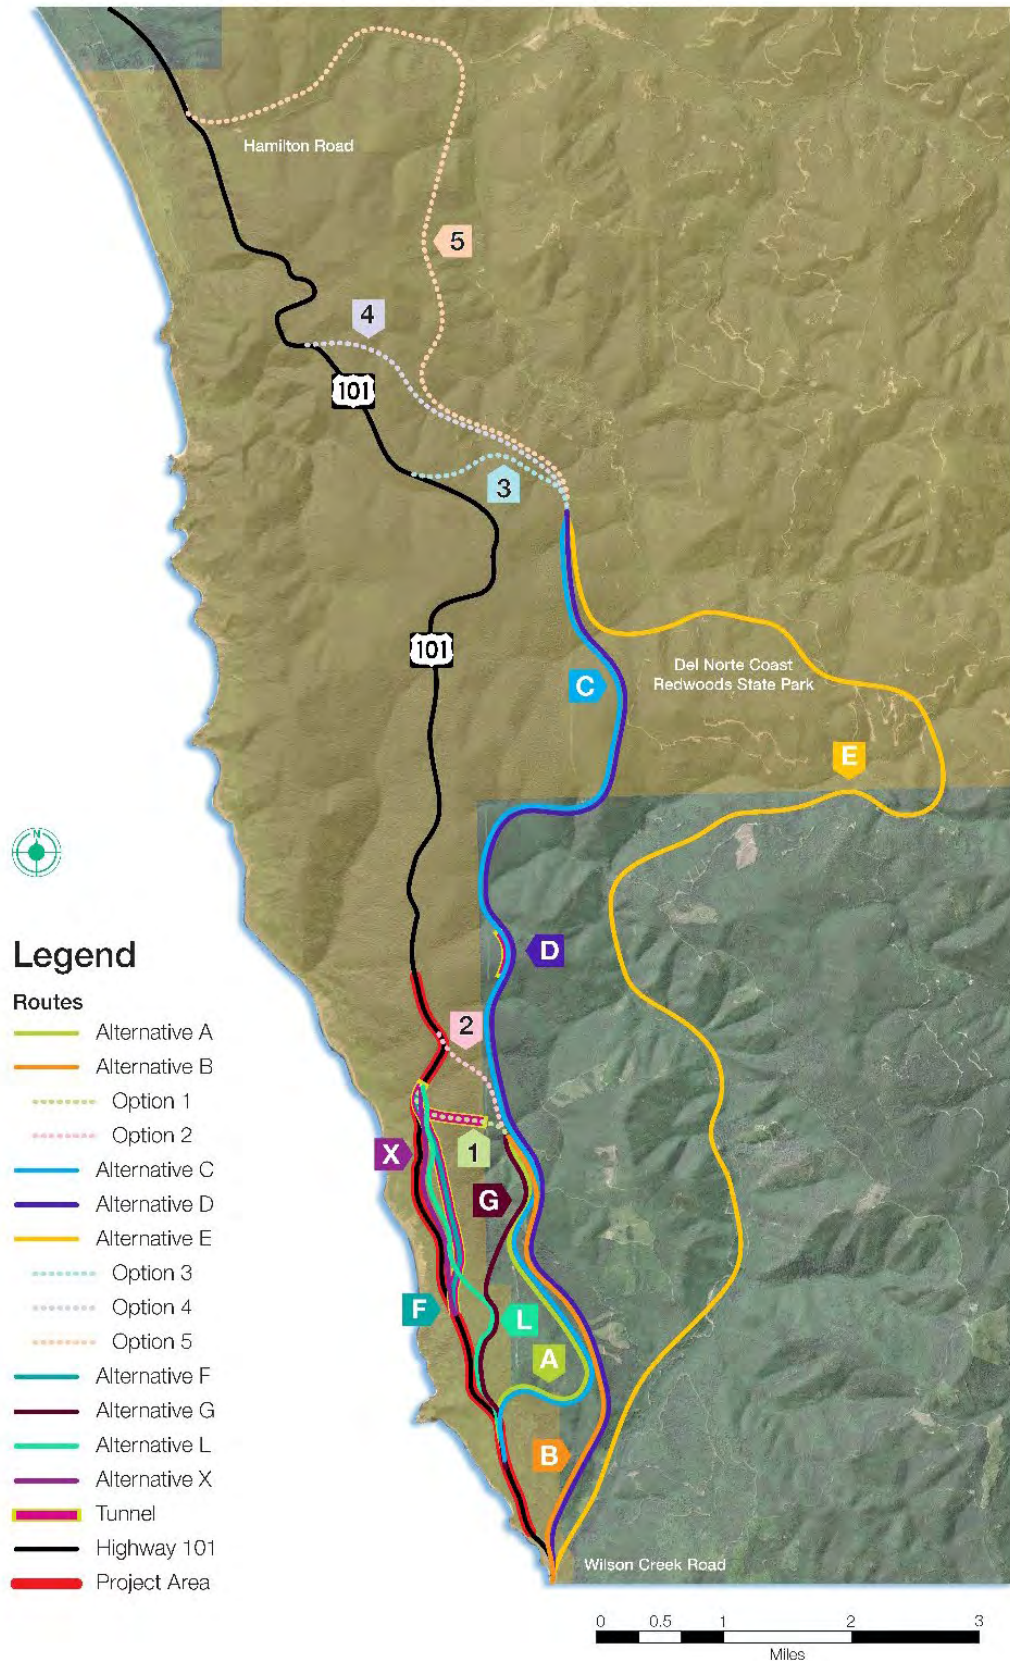 Hamilton Road
5
4
101
3
101
Del Norte Coast
Redwoods State Park
C
E
N
D
2
X
1
G
F
L
A
B
Wilson Creek Road
Legend
Routes
Alternative A
Alternative B
Option 1
Option 2
Alternative C
Alternative D
Alternative E
Option 3
Option 4
Option 5
Alternative F
Alternative G
Alternative L
Alternative X
Tunnel
Highway 101
Project Area
0 0.5 1 2 3
Miles